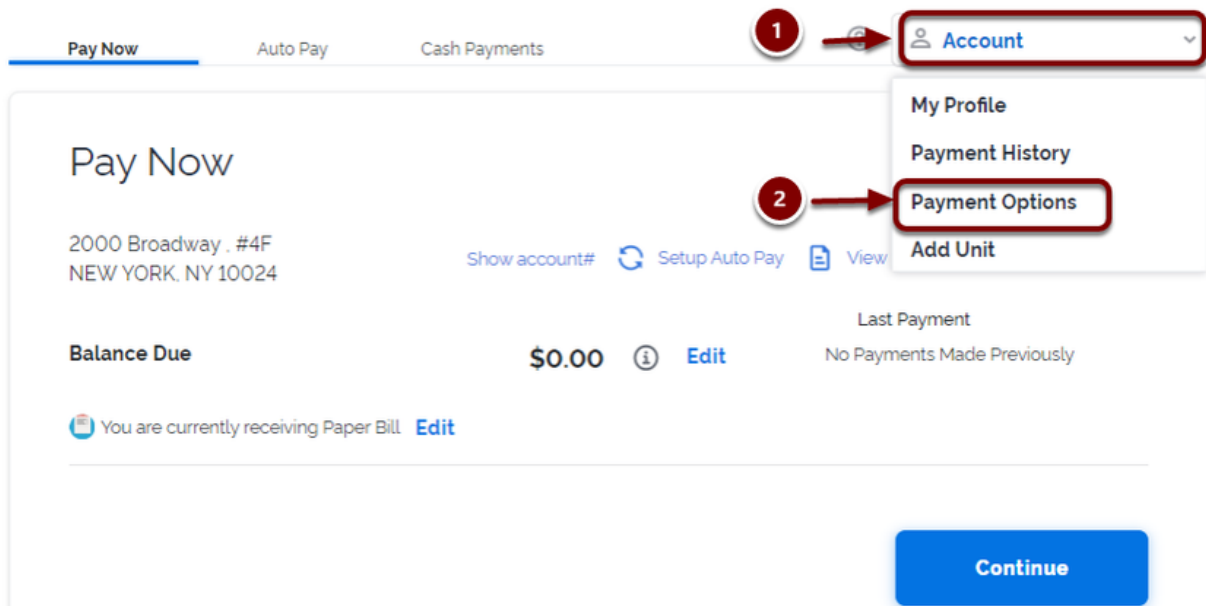 Pay Now
Auto Pay
Cash Payments
1
Account
My Profile
Payment History
2
Payment Options
Add Unit
Pay Now
2000 Broadway , #4F
NEW YORK, NY 10024
Show account#
Setup Auto Pay
View
Last Payment
Balance Due
$0.00
Edit
No Payments Made Previously
You are currently receiving Paper Bill Edit
Continue